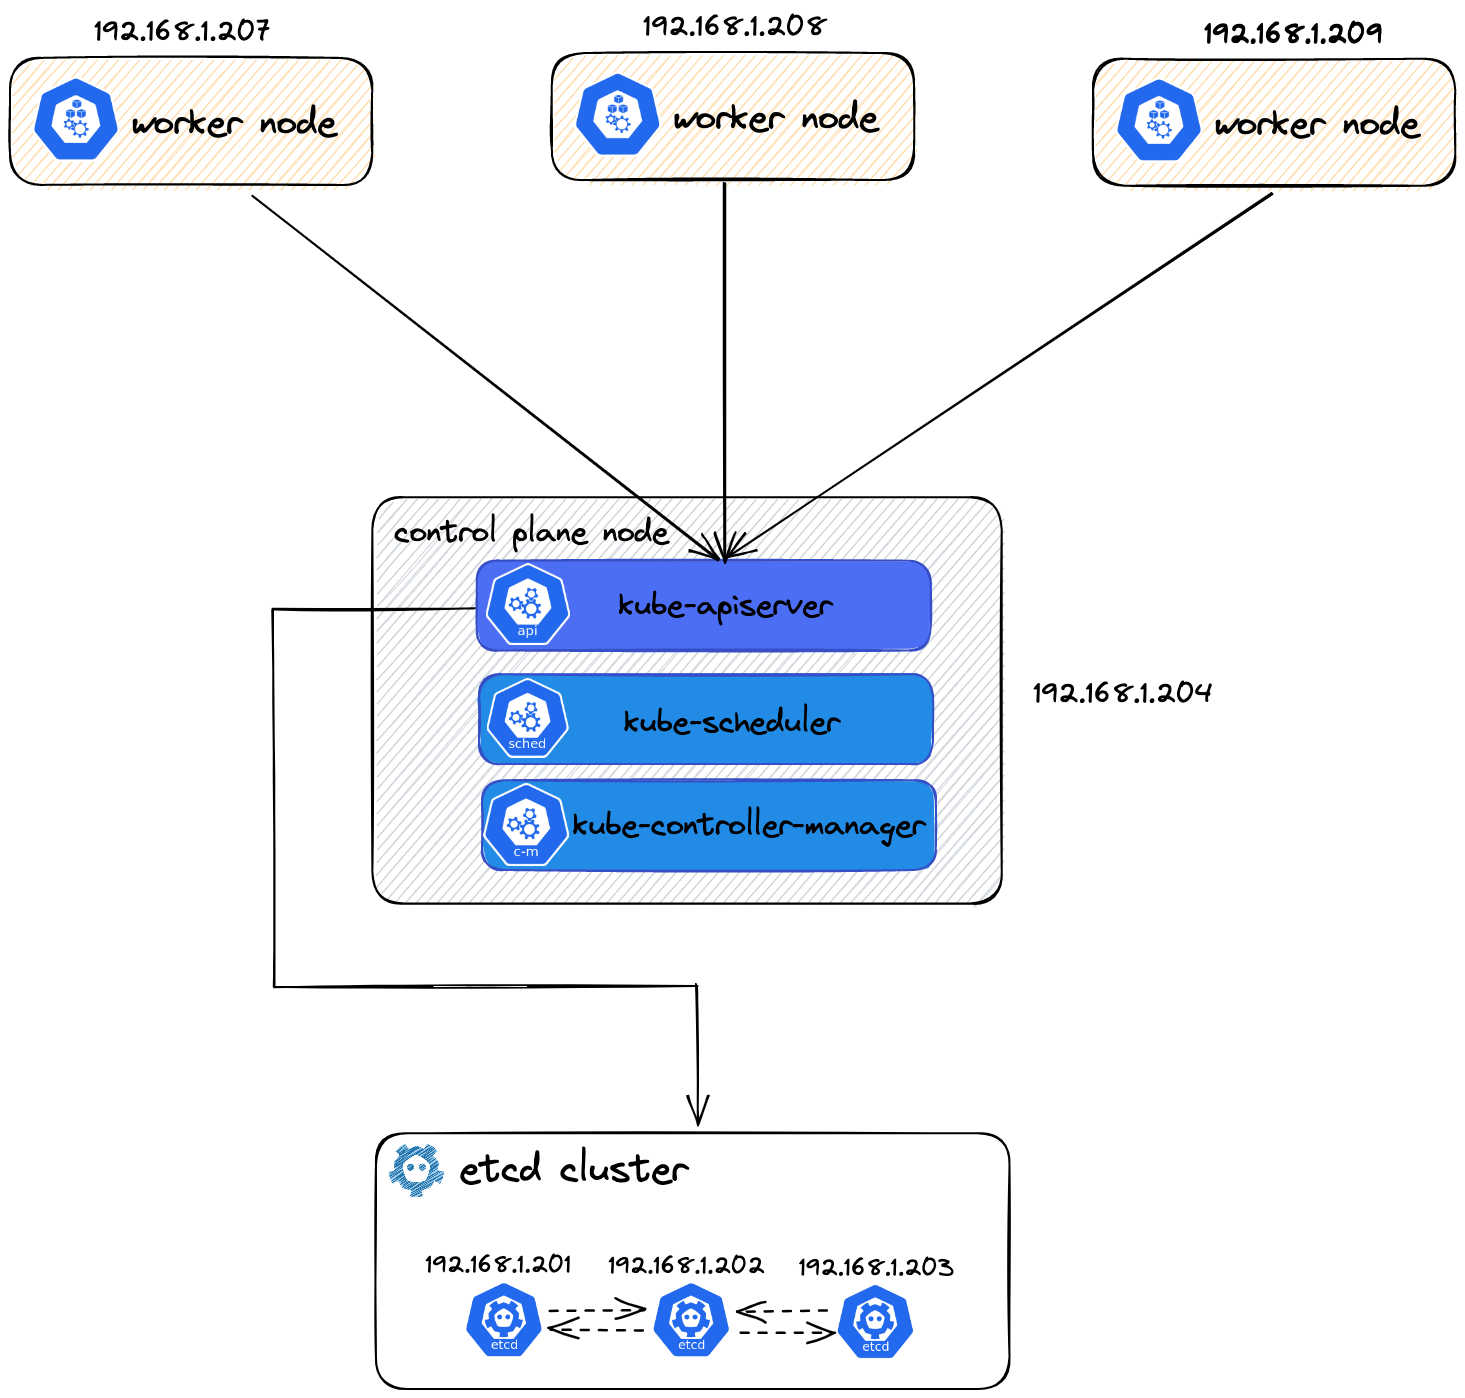 192.168.1.207
192.168.1.208
192.168.1.209
worker node
worker node
worker node
control plane node
kube-apiserver
api
192.168.1.204
kube-scheduler
sched
kube-controller-manager
c-m
etcd cluster
192.168.1.201
192.168.1.202
192.168.1.203
etcd
etcd
etcd